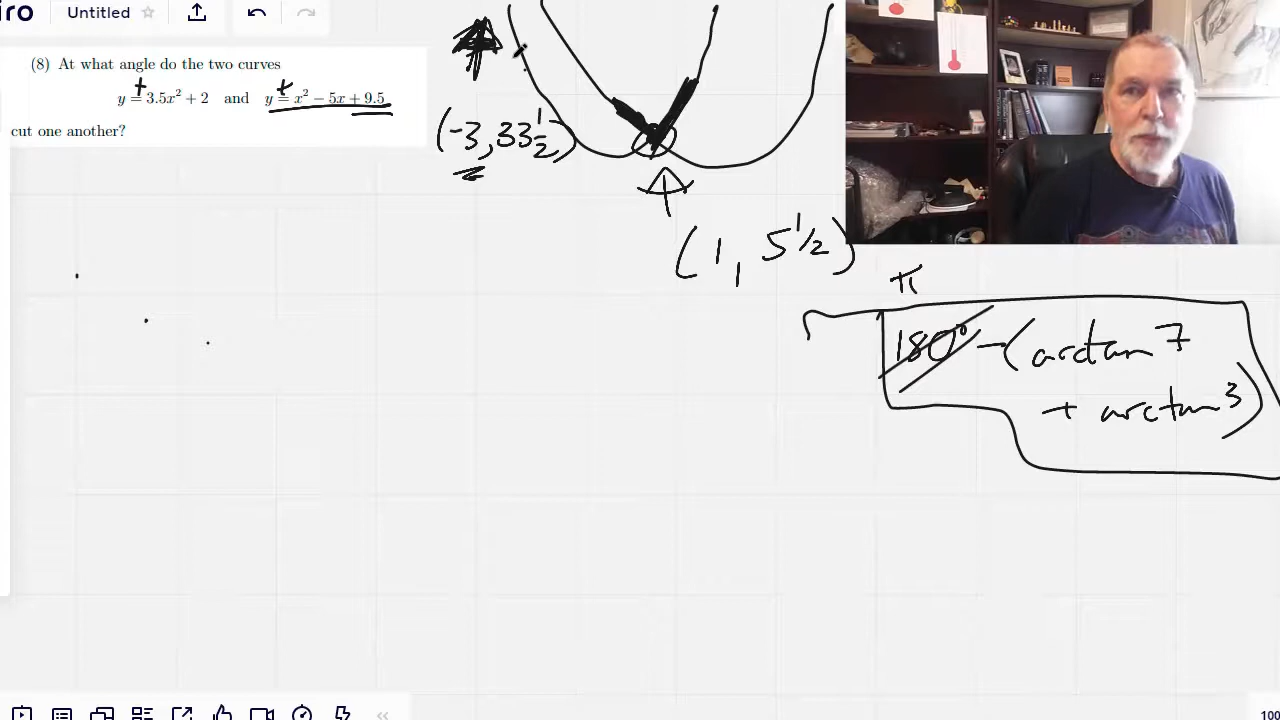 iro Untitled
(8) At what angle do the two curves
y = 3.5x² + 2 and y = x² − 5x + 9.5
cut one another?
(-3, 33½)
(1, 5½)
π
180° - (arctan 7
+ arctan 3)
100